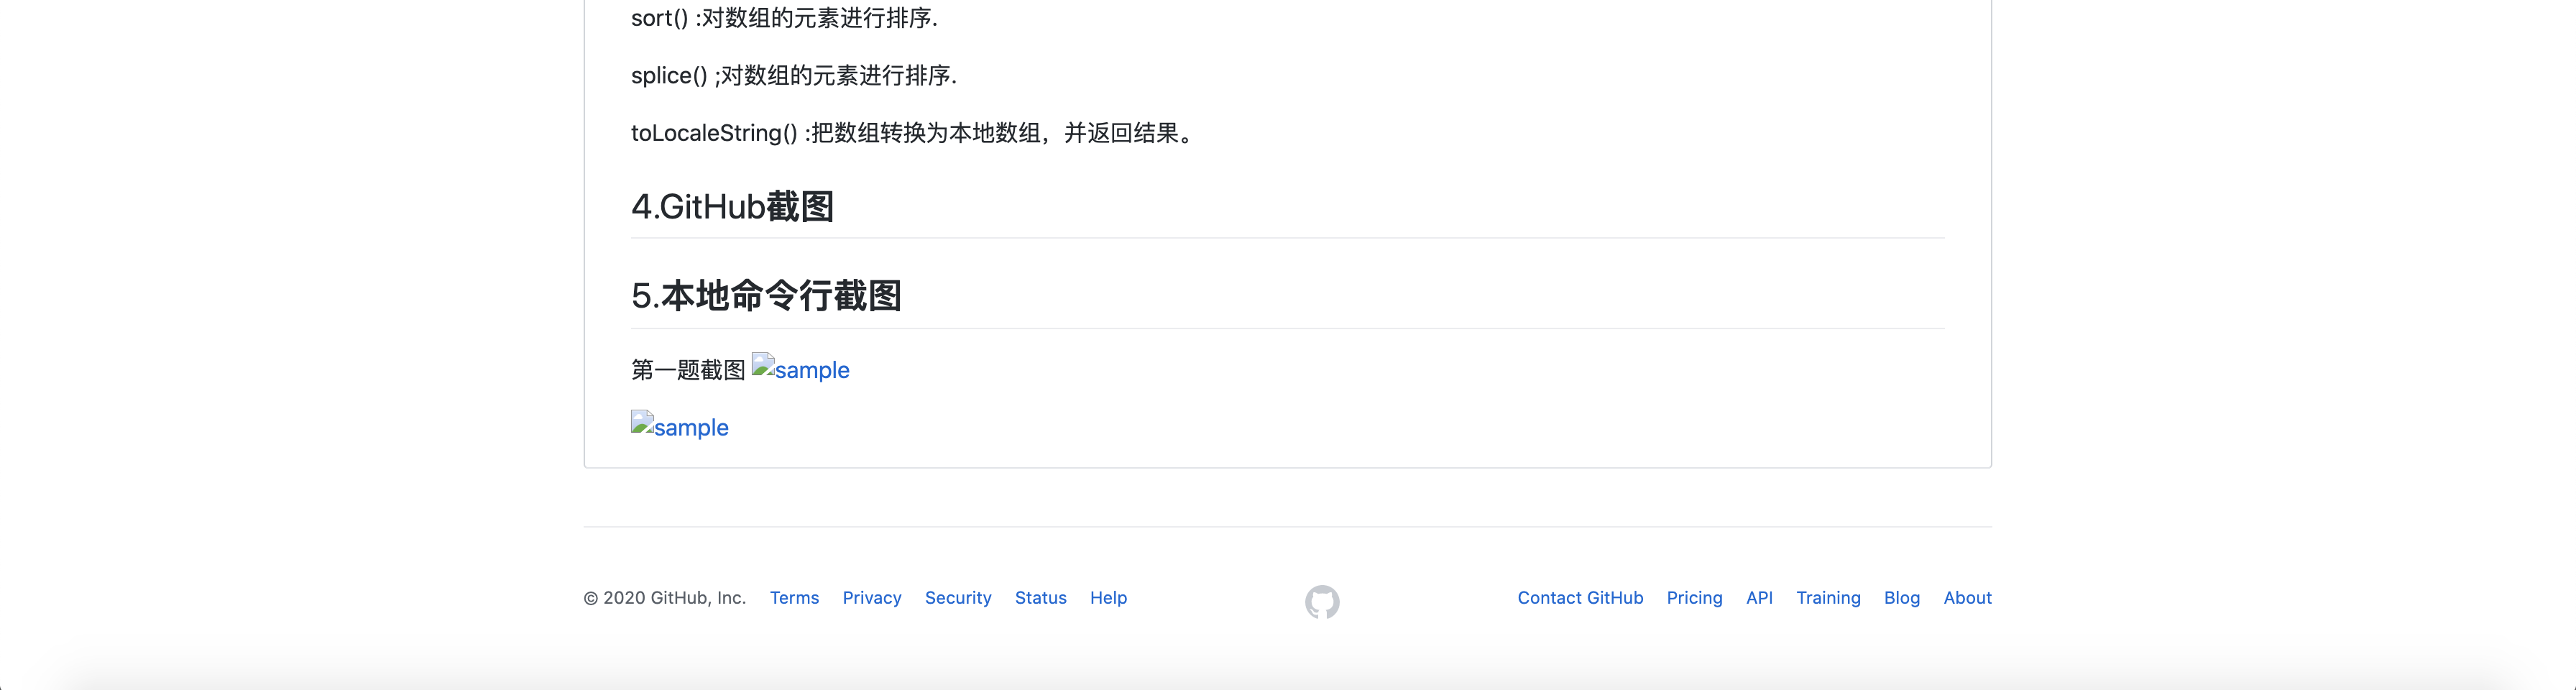 sort() :对数组的元素进行排序.
splice() ;对数组的元素进行排序.
toLocaleString() :把数组转换为本地数组，并返回结果。
4.GitHub截图
5.本地命令行截图
第一题截图 sample
sample
© 2020 GitHub, Inc. Terms Privacy Security Status Help Contact GitHub Pricing API Training Blog About